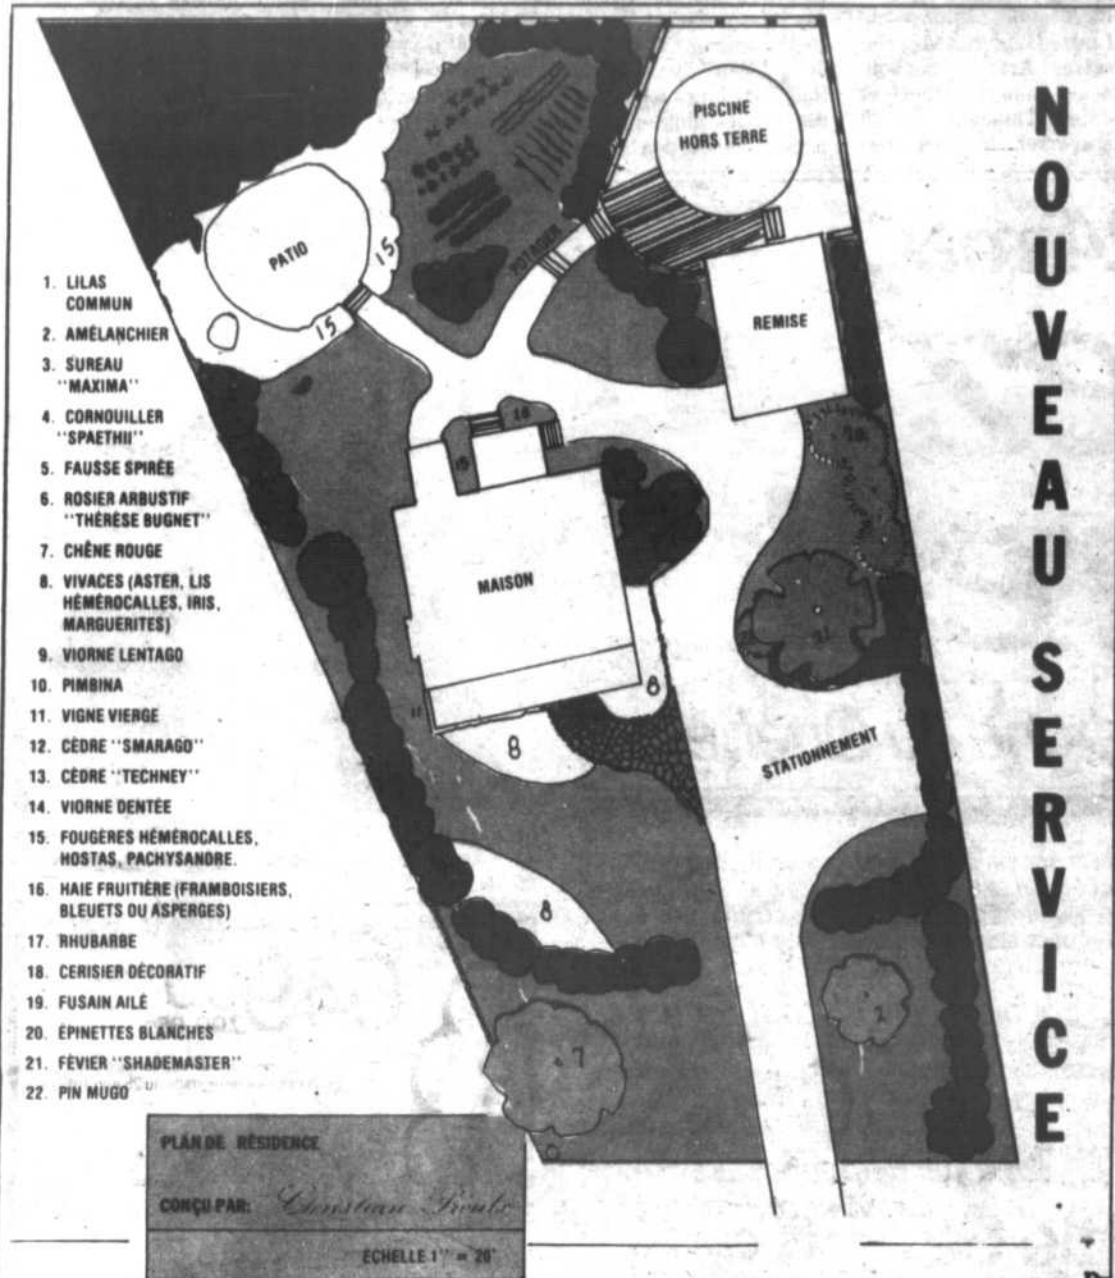 NOUVEAU SERVICE
PISCINE
HORS TERRE
PATIO
15
15
POTAGER
REMISE
MAISON
8
8
STATIONNEMENT
8
7
2
21
1. LILAS
COMMUN
2. AMÉLANCHIER
3. SUREAU
"MAXIMA"
4. CORNOUILLER
"SPAETHII"
5. FAUSSE SPIRÉE
6. ROSIER ARBUSTIF
"THÉRÈSE BUGNET"
7. CHÊNE ROUGE
8. VIVACES (ASTER, LIS
HÉMÉROCALLES, IRIS,
MARGUERITES)
9. VIORNE LENTAGO
10. PIMBINA
11. VIGNE VIERGE
12. CÈDRE "SMARAGO"
13. CÈDRE "TECHNEY"
14. VIORNE DENTÉE
15. FOUGÈRES HÉMÉROCALLES,
HOSTAS, PACHYSANDRE.
16. HAIE FRUITIÈRE (FRAMBOISIERS,
BLEUETS OU ASPERGES)
17. RHUBARBE
18. CERISIER DÉCORATIF
19. FUSAIN AILÉ
20. ÉPINETTES BLANCHES
21. FÉVIER "SHADEMASTER"
22. PIN MUGO
PLAN DE RÉSIDENCE
CONÇU PAR: Christian Proulx
ÉCHELLE 1" = 20'